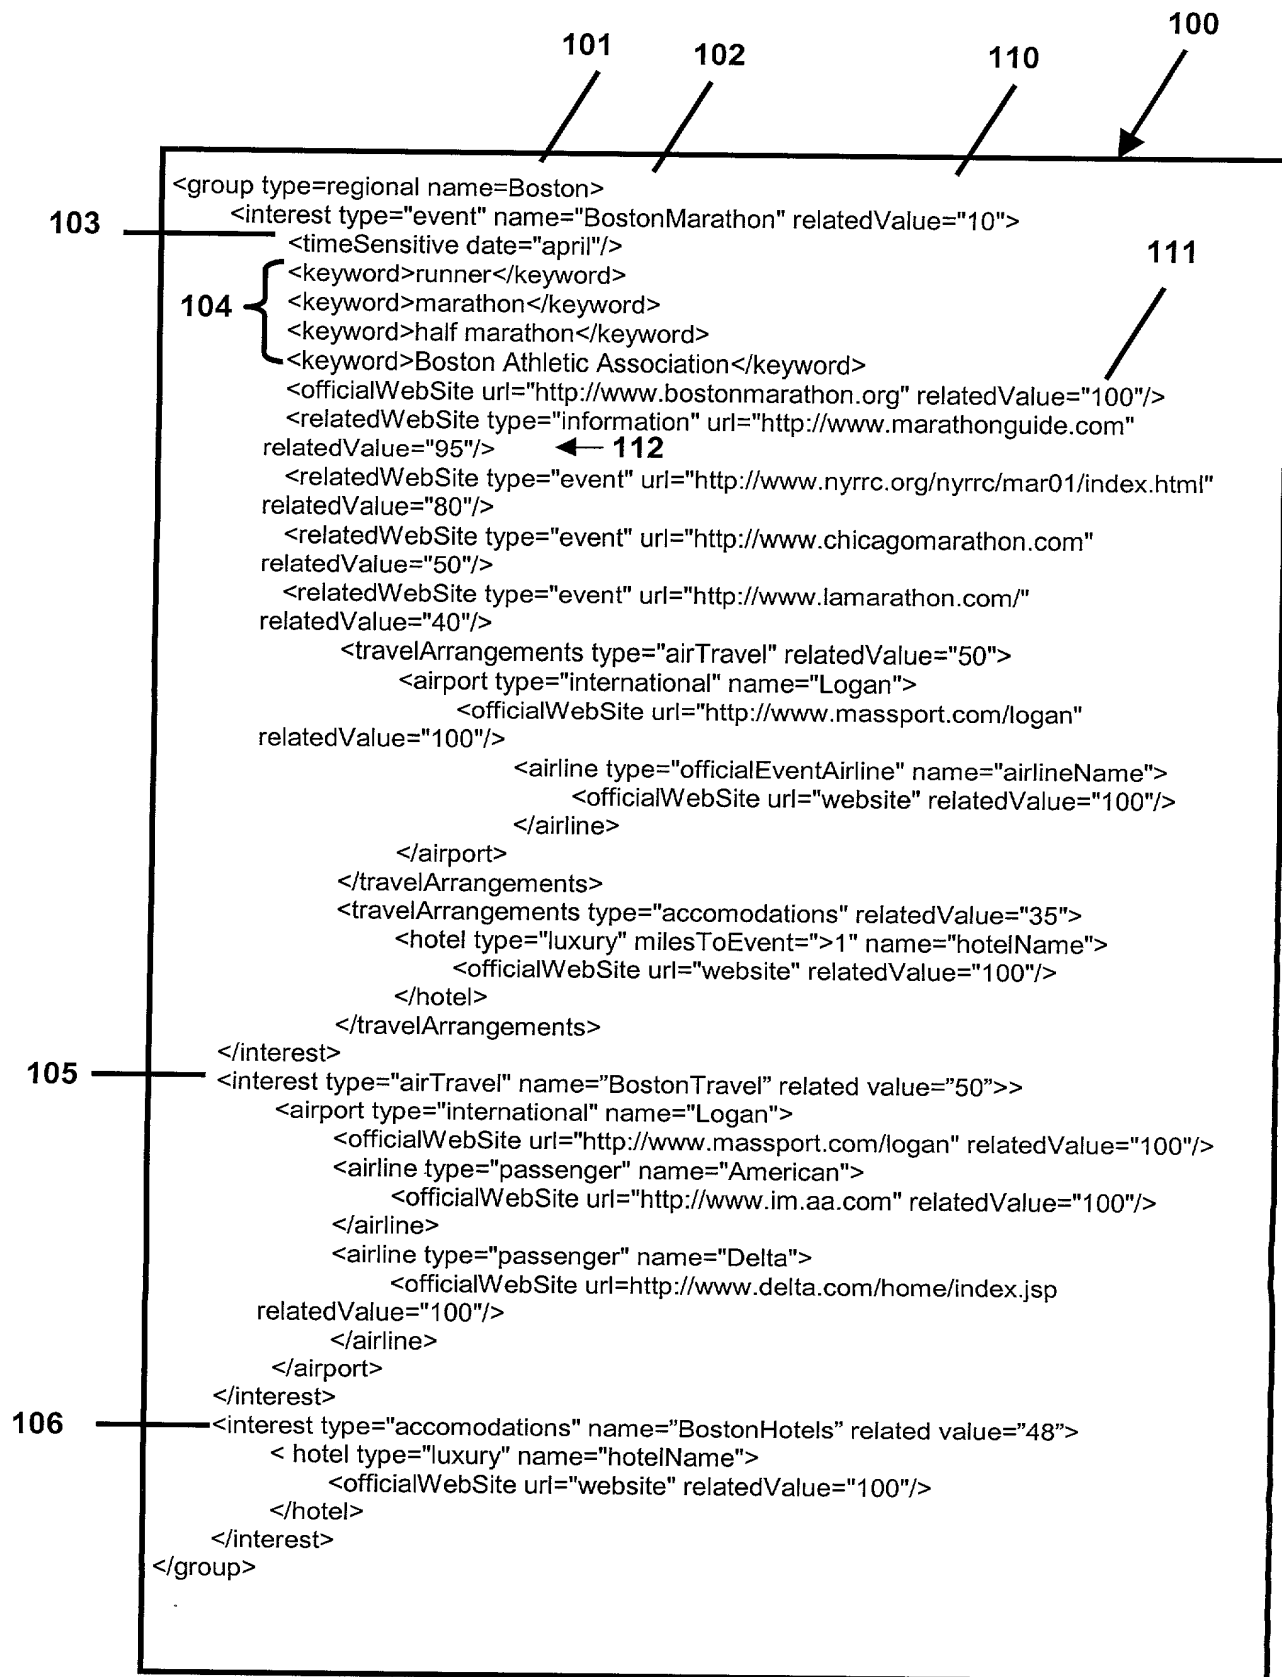 100
101
102
110
<group type=regional name=Boston>
<interest type="event" name="BostonMarathon" relatedValue="10">
103
<timeSensitive date="april"/>
111
<keyword>runner</keyword>
104
<keyword>marathon</keyword>
<keyword>half marathon</keyword>
<keyword>Boston Athletic Association</keyword>
<officialWebSite url="http://www.bostonmarathon.org" relatedValue="100"/>
<relatedWebSite type="information" url="http://www.marathonguide.com"
relatedValue="95"/> 112
<relatedWebSite type="event" url="http://www.nyrrc.org/nyrrc/mar01/index.html"
relatedValue="80"/>
<relatedWebSite type="event" url="http://www.chicagomarathon.com"
relatedValue="50"/>
<relatedWebSite type="event" url="http://www.lamarathon.com/"
relatedValue="40"/>
<travelArrangements type="airTravel" relatedValue="50">
<airport type="international" name="Logan">
<officialWebSite url="http://www.massport.com/logan"
relatedValue="100"/>
<airline type="officialEventAirline" name="airlineName">
<officialWebSite url="website" relatedValue="100"/>
</airline>
</airport>
</travelArrangements>
<travelArrangements type="accomodations" relatedValue="35">
<hotel type="luxury" milesToEvent=">1" name="hotelName">
<officialWebSite url="website" relatedValue="100"/>
</hotel>
</travelArrangements>
</interest>
105
<interest type="airTravel" name=”BostonTravel” related value=”50”>>
<airport type="international" name="Logan">
<officialWebSite url="http://www.massport.com/logan" relatedValue="100"/>
<airline type="passenger" name="American">
<officialWebSite url="http://www.im.aa.com" relatedValue="100"/>
</airline>
<airline type="passenger" name="Delta">
<officialWebSite url=http://www.delta.com/home/index.jsp
relatedValue="100"/>
</airline>
</airport>
</interest>
106
<interest type="accomodations" name=”BostonHotels” related value=”48”>
< hotel type="luxury" name="hotelName">
<officialWebSite url="website" relatedValue="100"/>
</hotel>
</interest>
</group>